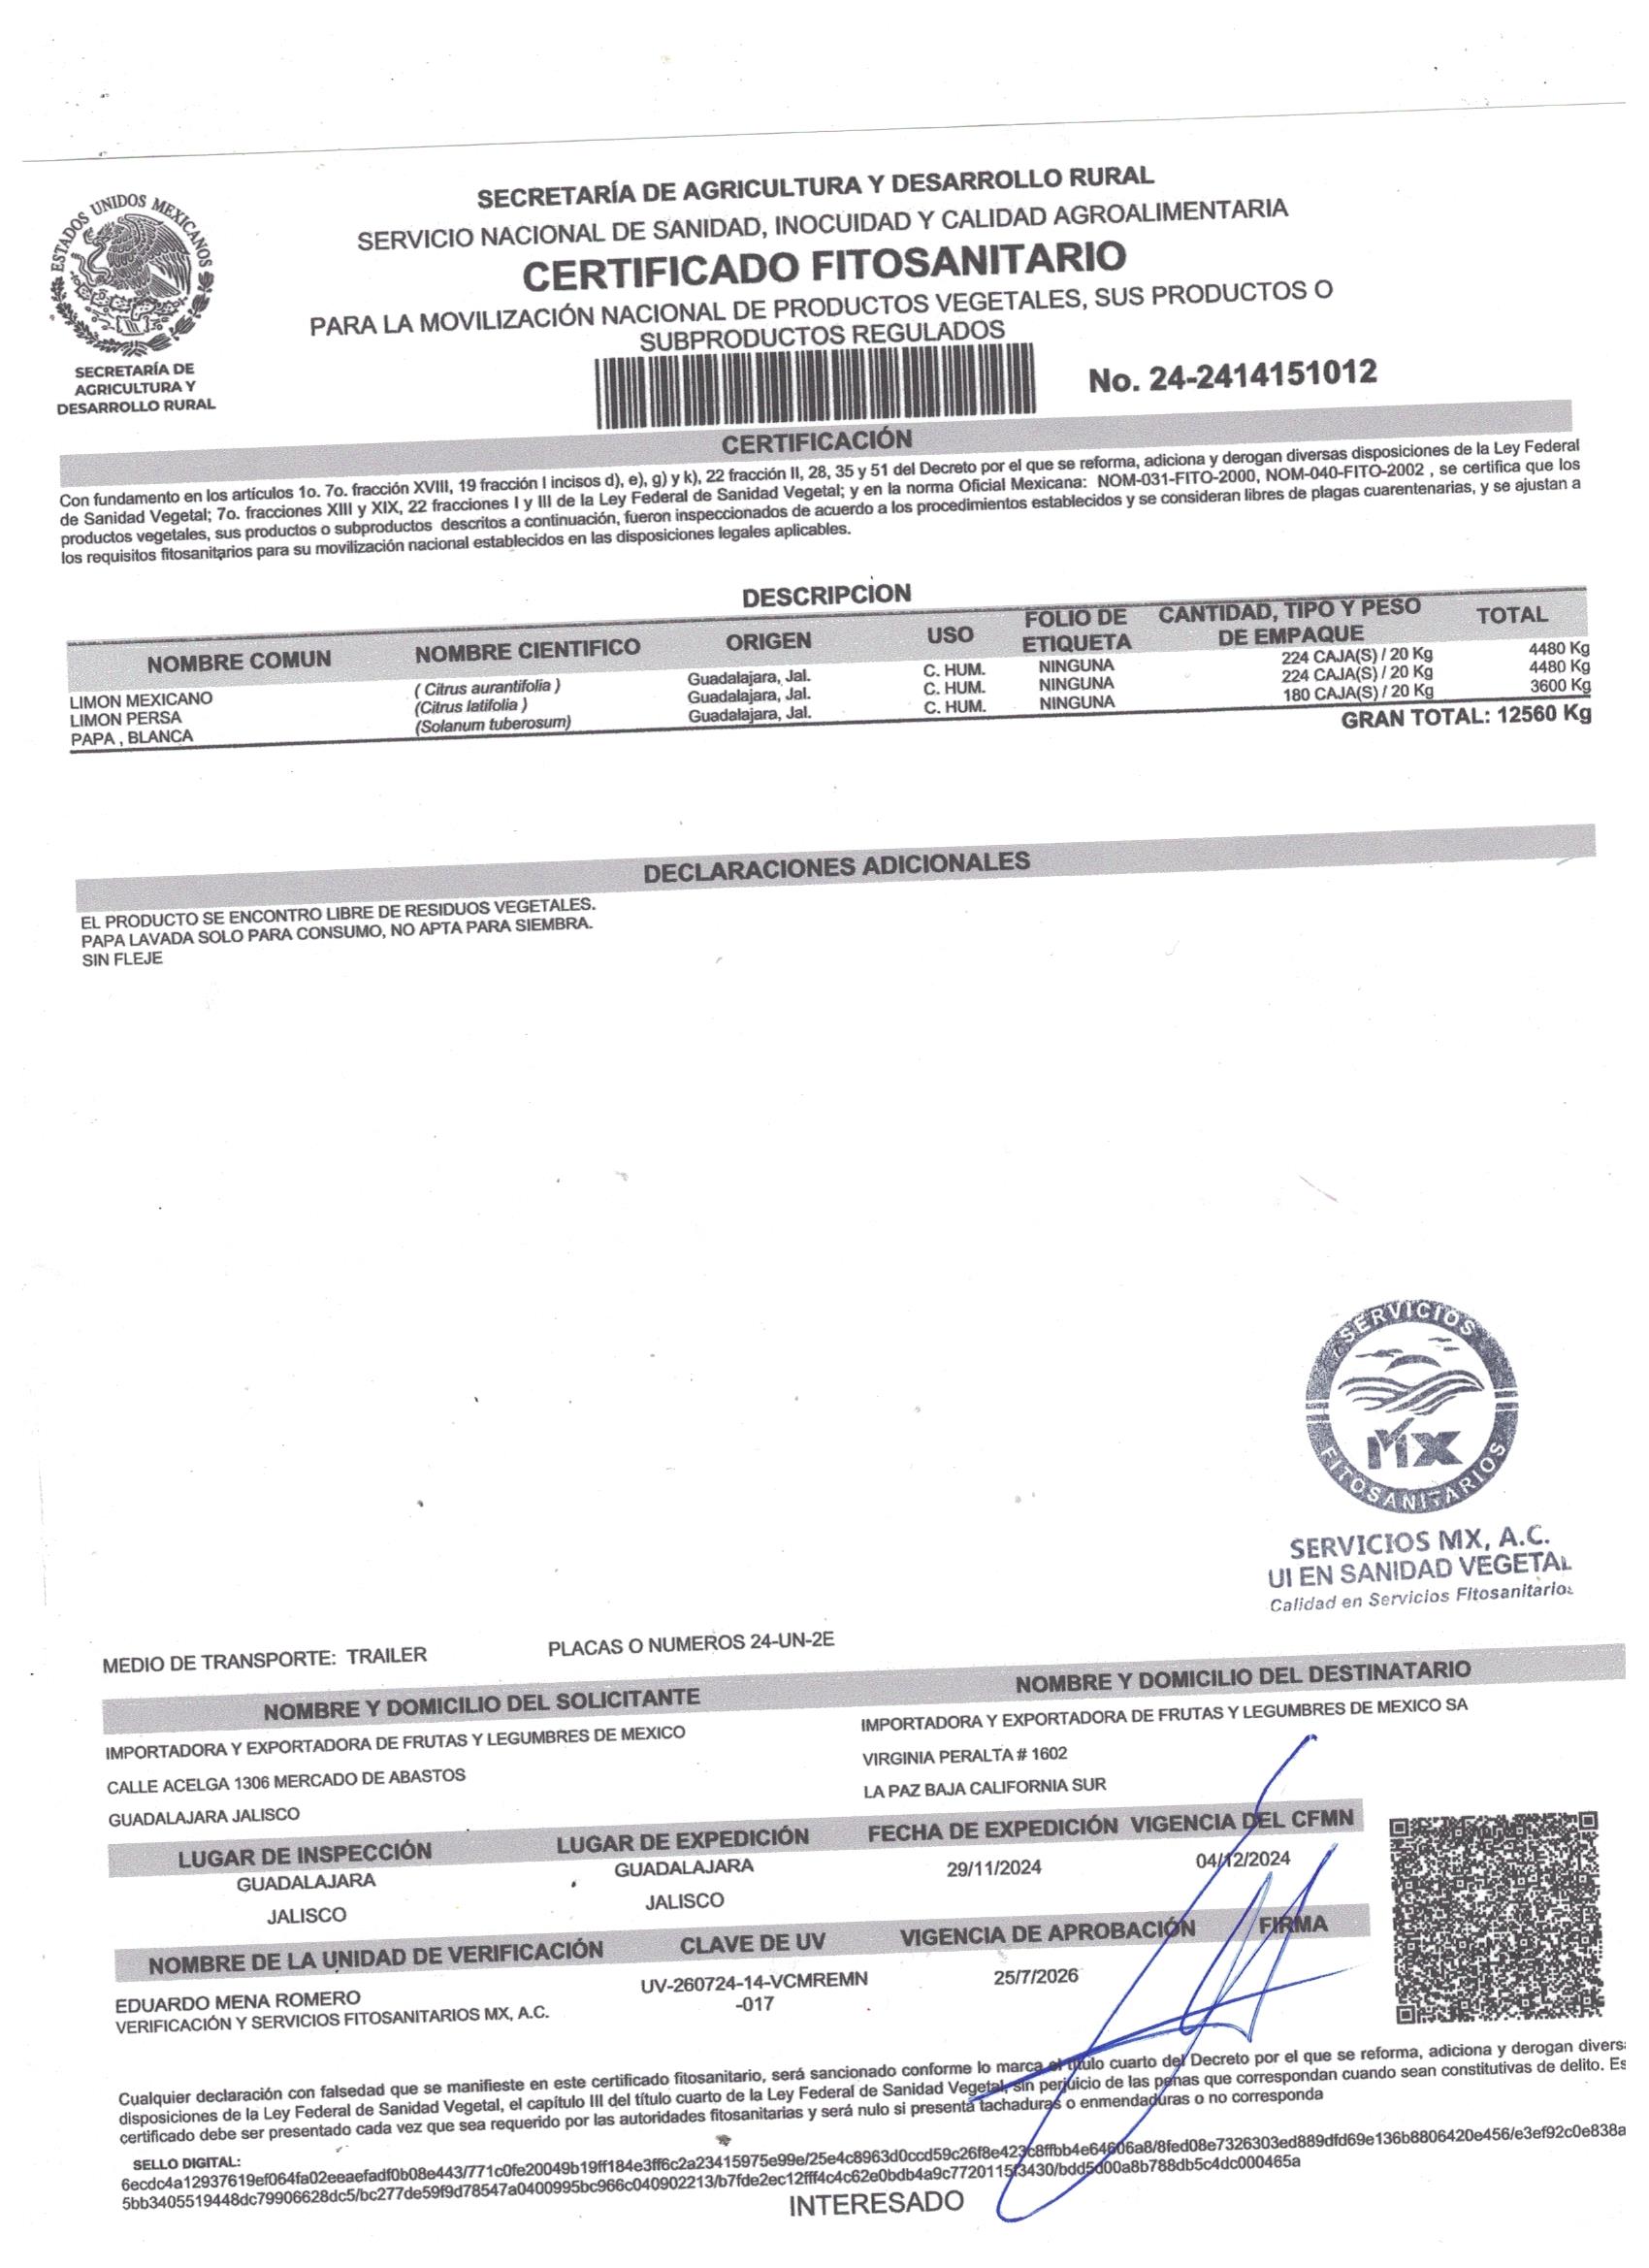 SECRETARÍA DE AGRICULTURA Y DESARROLLO RURAL
SERVICIO NACIONAL DE SANIDAD, INOCUIDAD Y CALIDAD AGROALIMENTARIA
CERTIFICADO FITOSANITARIO
PARA LA MOVILIZACIÓN NACIONAL DE PRODUCTOS VEGETALES, SUS PRODUCTOS O
SUBPRODUCTOS REGULADOS
ESTADOS UNIDOS MEXICANOS
SECRETARÍA DE
AGRICULTURA Y
DESARROLLO RURAL
No. 24-2414151012
CERTIFICACIÓN
Con fundamento en los artículos 1o. 7o. fracción XVIII, 19 fracción I incisos d), e), g) y k), 22 fracción II, 28, 35 y 51 del Decreto por el que se reforma, adiciona y derogan diversas disposiciones de la Ley Federal
de Sanidad Vegetal; 7o. fracciones XIII y XIX, 22 fracciones I y III de la Ley Federal de Sanidad Vegetal; y en la norma Oficial Mexicana: NOM-031-FITO-2000, NOM-040-FITO-2002 , se certifica que los
productos vegetales, sus productos o subproductos descritos a continuación, fueron inspeccionados de acuerdo a los procedimientos establecidos y se consideran libres de plagas cuarentenarias, y se ajustan a
los requisitos fitosanitarios para su movilización nacional establecidos en las disposiciones legales aplicables.
DESCRIPCION
NOMBRE COMUN NOMBRE CIENTIFICO ORIGEN USO FOLIO DE ETIQUETA CANTIDAD, TIPO Y PESO DE EMPAQUE TOTAL
LIMON MEXICANO ( Citrus aurantifolia ) Guadalajara, Jal. C. HUM. NINGUNA 224 CAJA(S) / 20 Kg 4480 Kg
LIMON PERSA (Citrus latifolia ) Guadalajara, Jal. C. HUM. NINGUNA 224 CAJA(S) / 20 Kg 4480 Kg
PAPA , BLANCA (Solanum tuberosum) Guadalajara, Jal. C. HUM. NINGUNA 180 CAJA(S) / 20 Kg 3600 Kg
GRAN TOTAL: 12560 Kg
DECLARACIONES ADICIONALES
EL PRODUCTO SE ENCONTRO LIBRE DE RESIDUOS VEGETALES.
PAPA LAVADA SOLO PARA CONSUMO, NO APTA PARA SIEMBRA.
SIN FLEJE
SERVICIOS
MX
FITOSANITARIOS
SERVICIOS MX, A.C.
UI EN SANIDAD VEGETAL
Calidad en Servicios Fitosanitarios
MEDIO DE TRANSPORTE: TRAILER PLACAS O NUMEROS 24-UN-2E
NOMBRE Y DOMICILIO DEL SOLICITANTE NOMBRE Y DOMICILIO DEL DESTINATARIO
IMPORTADORA Y EXPORTADORA DE FRUTAS Y LEGUMBRES DE MEXICO IMPORTADORA Y EXPORTADORA DE FRUTAS Y LEGUMBRES DE MEXICO SA
CALLE ACELGA 1306 MERCADO DE ABASTOS VIRGINIA PERALTA # 1602
GUADALAJARA JALISCO LA PAZ BAJA CALIFORNIA SUR
LUGAR DE INSPECCIÓN LUGAR DE EXPEDICIÓN FECHA DE EXPEDICIÓN VIGENCIA DEL CFMN
GUADALAJARA GUADALAJARA 29/11/2024 04/12/2024
JALISCO JALISCO
NOMBRE DE LA UNIDAD DE VERIFICACIÓN CLAVE DE UV VIGENCIA DE APROBACIÓN FIRMA
EDUARDO MENA ROMERO UV-260724-14-VCMREMN 25/7/2026
VERIFICACIÓN Y SERVICIOS FITOSANITARIOS MX, A.C. -017
Cualquier declaración con falsedad que se manifieste en este certificado fitosanitario, será sancionado conforme lo marca el título cuarto del Decreto por el que se reforma, adiciona y derogan divers
disposiciones de la Ley Federal de Sanidad Vegetal, el capítulo III del título cuarto de la Ley Federal de Sanidad Vegetal, sin perjuicio de las penas que correspondan cuando sean constitutivas de delito. Es
certificado debe ser presentado cada vez que sea requerido por las autoridades fitosanitarias y será nulo si presenta tachaduras o enmendaduras o no corresponda
SELLO DIGITAL:
6ecdc4a12937619ef064fa02eeaefadf0b08e443/771c0fe20049b19ff184e3ff6c2a23415975e99e/25e4c8963d0ccd59c26f8e423c8ffbb4e64606a8/8fed08e7326303ed889dfd69e136b8806420e456/e3ef92c0e838a
5bb3405519448dc79906628dc5/bc277de59f9d78547a0400995bc966c040902213/b7fde2ec12fff4c4c62e0bdb4a9c7720115f3430/bdd5d00a8b788db5c4dc000465a
INTERESADO